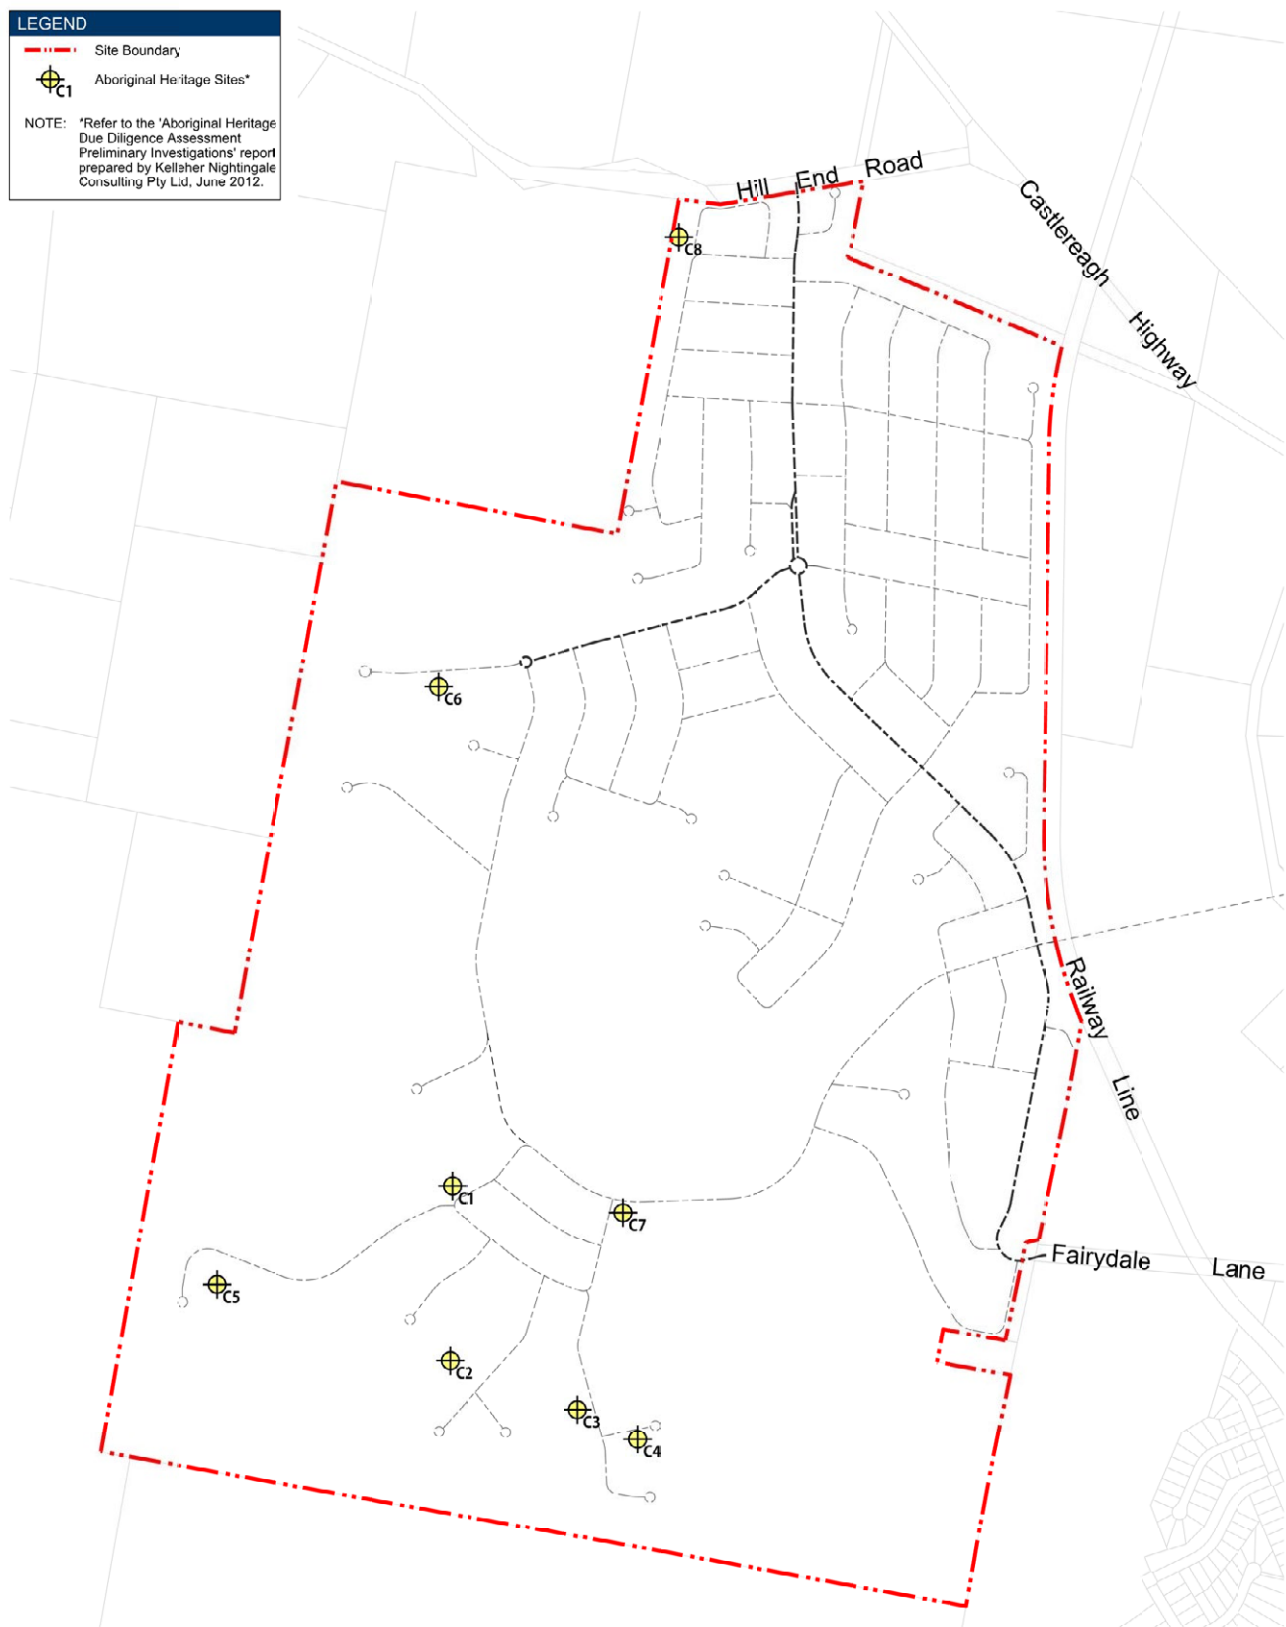 LEGEND
Site Boundary
C1
Aboriginal Heritage Sites*
NOTE: *Refer to the 'Aboriginal Heritage
Due Diligence Assessment
Preliminary Investigations' report
prepared by Kelleher Nightingale
Consulting Pty Ltd, June 2012.
Hill End Road
Castlereagh
Highway
C8
C6
Railway
Line
C1
C7
Fairydale Lane
C5
C2
C3
C4